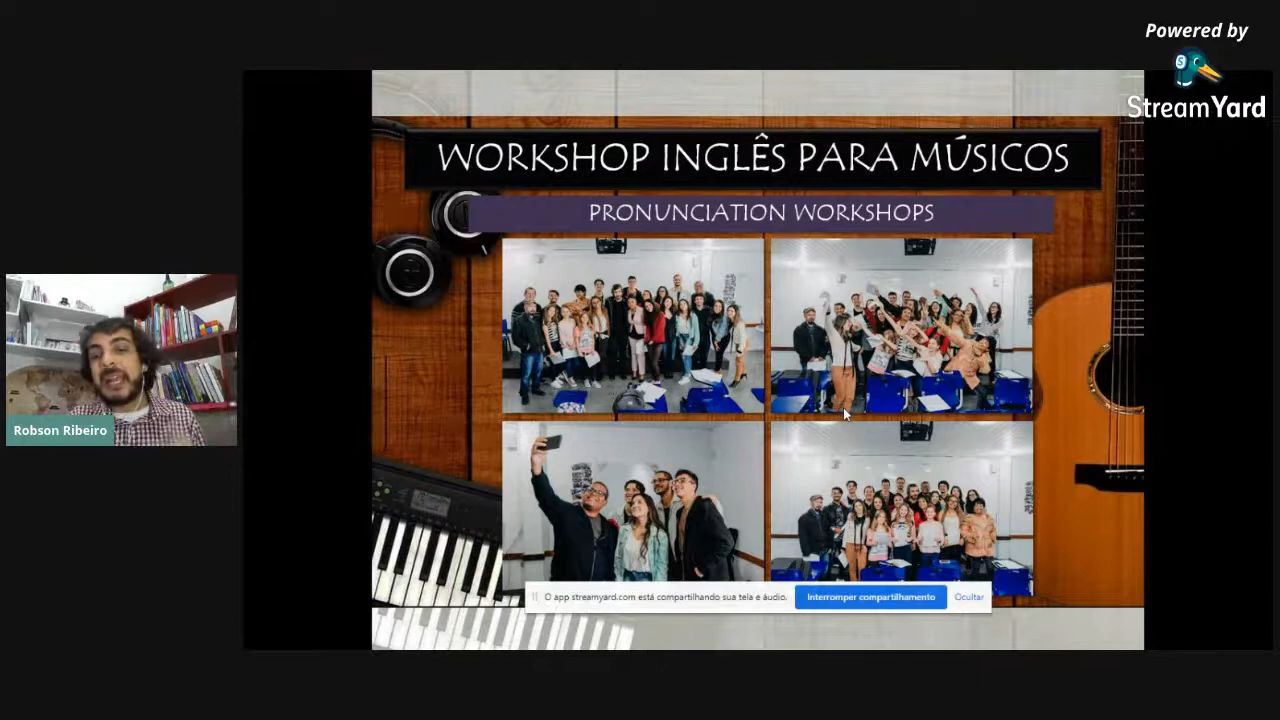 Powered by
StreamYard
WORKSHOP INGLÊS PARA MÚSICOS
PRONUNCIATION WORKSHOPS
Robson Ribeiro
O app streamyard.com está compartilhando sua tela e áudio.
Interromper compartilhamento
Ocultar